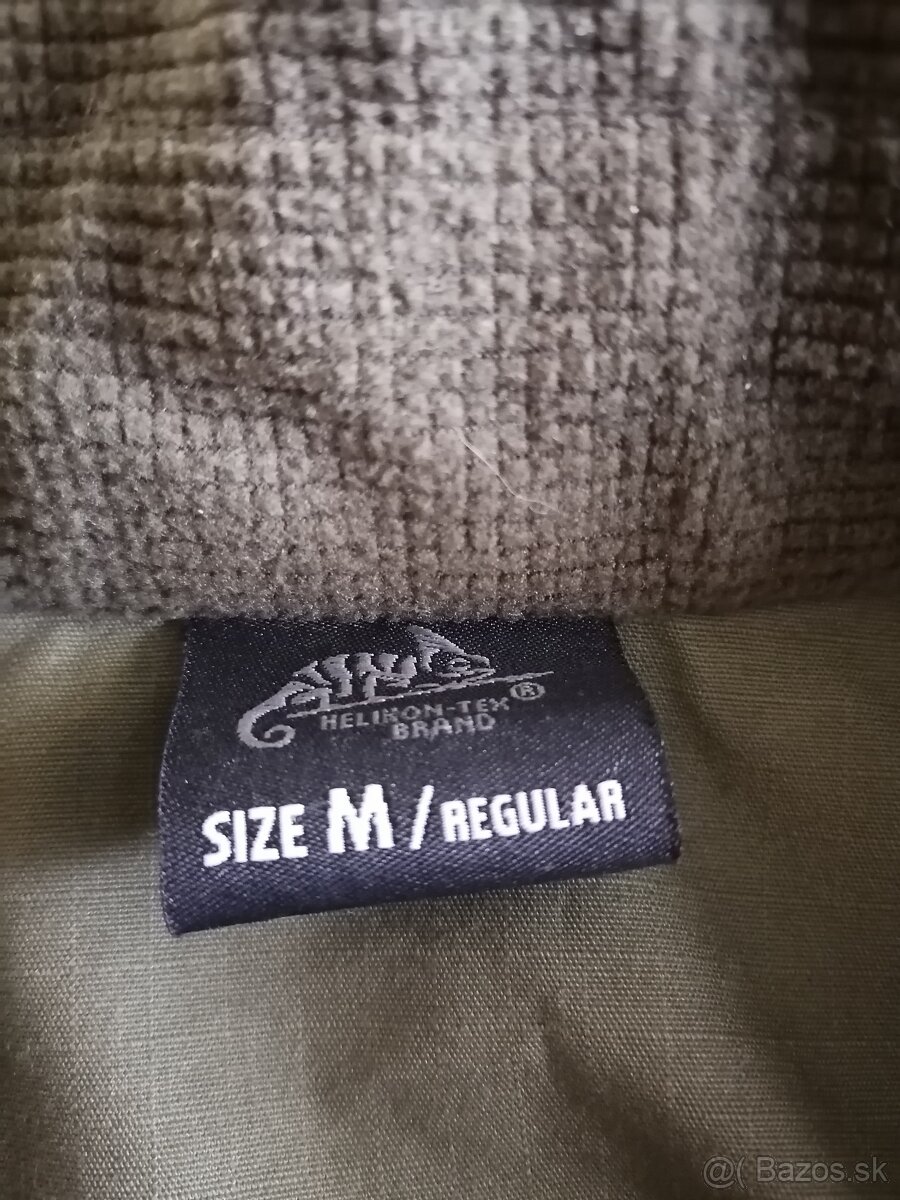 HELIKON-TEX®
BRAND
SIZE M / REGULAR
@( Bazos.sk